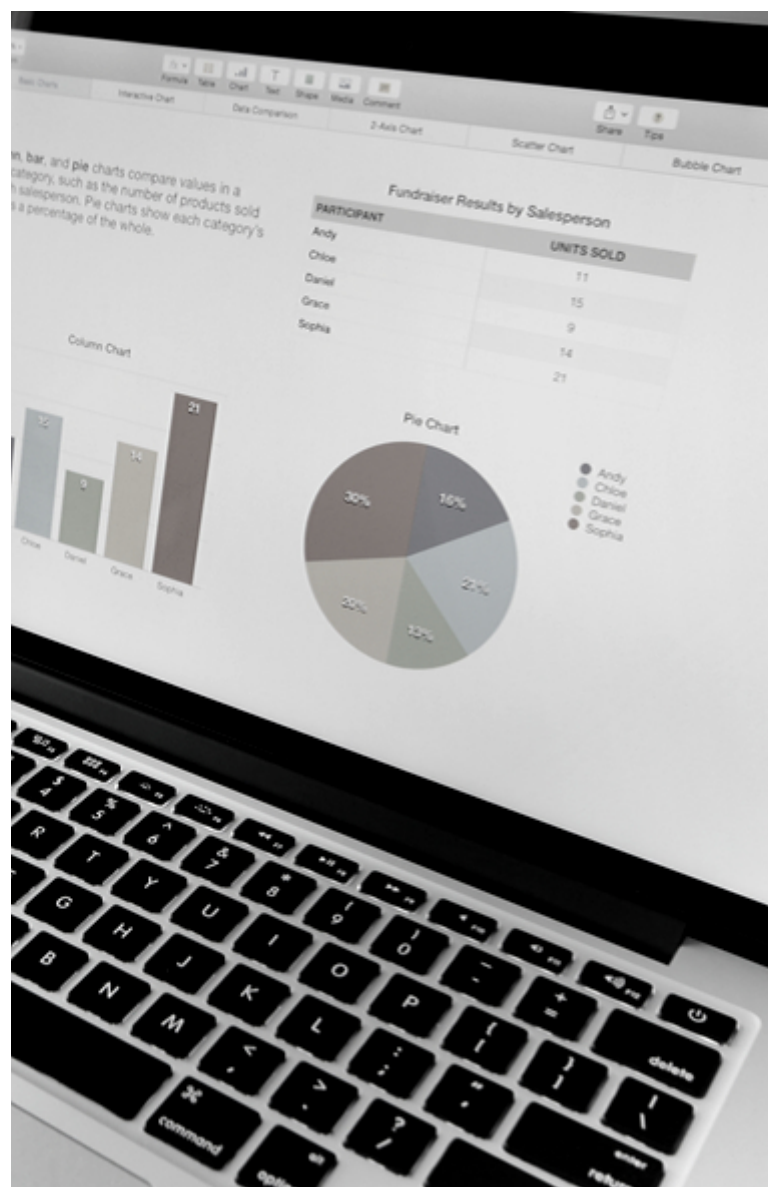 Formula Table Chart Text Shape Media Comment
Share Tips
Basic Charts Interactive Chart Data Comparison 2-Axis Chart Scatter Chart Bubble Chart
bar, and pie charts compare values in a
category, such as the number of products sold
salesperson. Pie charts show each category's
a percentage of the whole.
Fundraiser Results by Salesperson
PARTICIPANT UNITS SOLD
Andy 11
Chloe 15
Daniel 9
Grace 14
Sophia 21
Column Chart
15
9
14
21
Chloe Daniel Grace Sophia
Pie Chart
30%
16%
20%
13%
Andy
Chloe
Daniel
Grace
Sophia
$ 4 % 5 ^ 6 & 7 * 8 ( 9 ) 0 _ - + = delete
R T Y U I O P { [ } ] | \
G H J K L : ; " ' enter return
B N M < , > . ? /
⌘ command alt